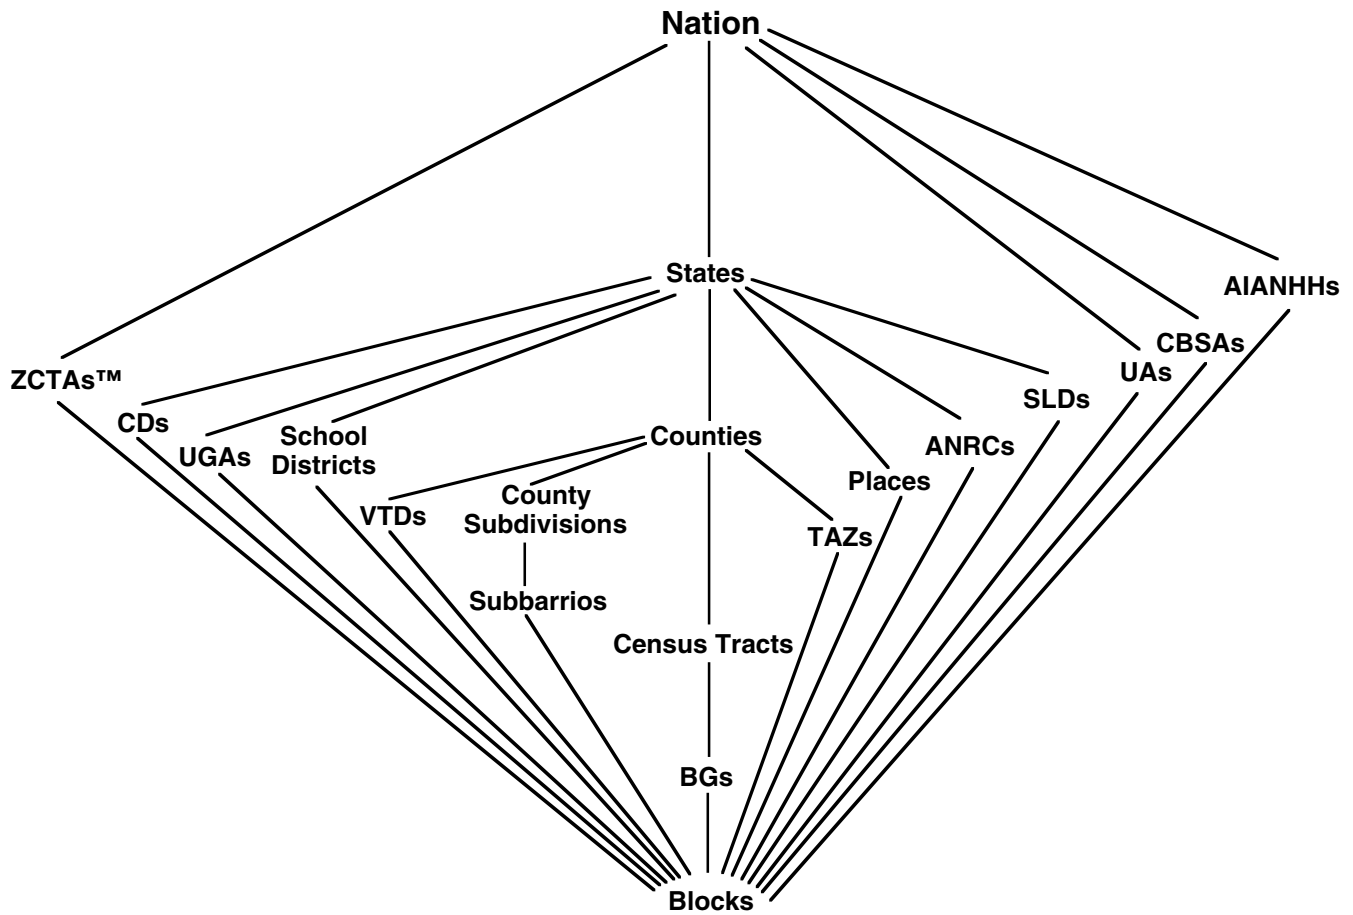 Nation
States
AIANHHs
CBSAs
UAs
ZCTAs™
SLDs
CDs
School
Districts
Counties
ANRCs
UGAs
Places
County
Subdivisions
VTDs
TAZs
Subbarrios
Census Tracts
BGs
Blocks